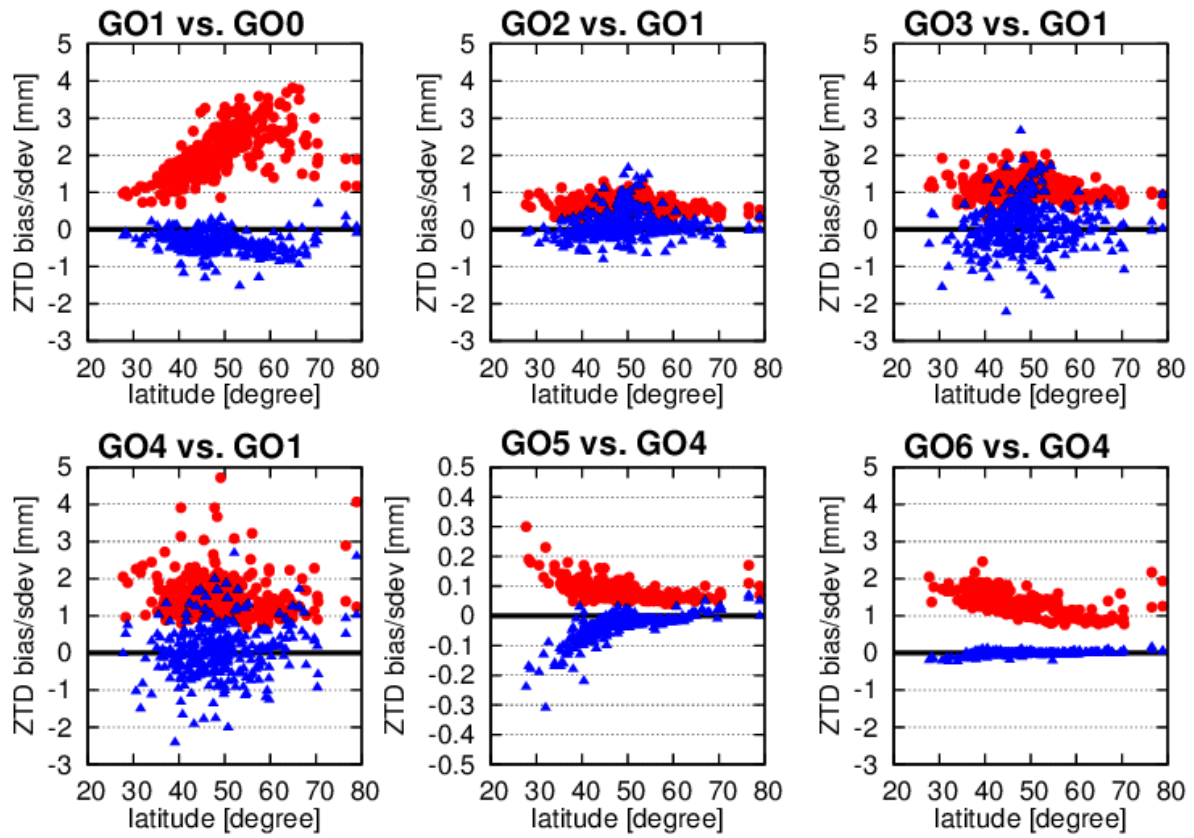 GO1 vs. GO0
GO2 vs. GO1
GO3 vs. GO1
ZTD bias/sdev [mm]
5
4
3
2
1
0
-1
-2
-3
20 30 40 50 60 70 80
latitude [degree]
ZTD bias/sdev [mm]
5
4
3
2
1
0
-1
-2
-3
20 30 40 50 60 70 80
latitude [degree]
ZTD bias/sdev [mm]
5
4
3
2
1
0
-1
-2
-3
20 30 40 50 60 70 80
latitude [degree]
GO4 vs. GO1
GO5 vs. GO4
GO6 vs. GO4
ZTD bias/sdev [mm]
5
4
3
2
1
0
-1
-2
-3
20 30 40 50 60 70 80
latitude [degree]
ZTD bias/sdev [mm]
0.5
0.4
0.3
0.2
0.1
0
-0.1
-0.2
-0.3
-0.4
-0.5
20 30 40 50 60 70 80
latitude [degree]
ZTD bias/sdev [mm]
5
4
3
2
1
0
-1
-2
-3
20 30 40 50 60 70 80
latitude [degree]